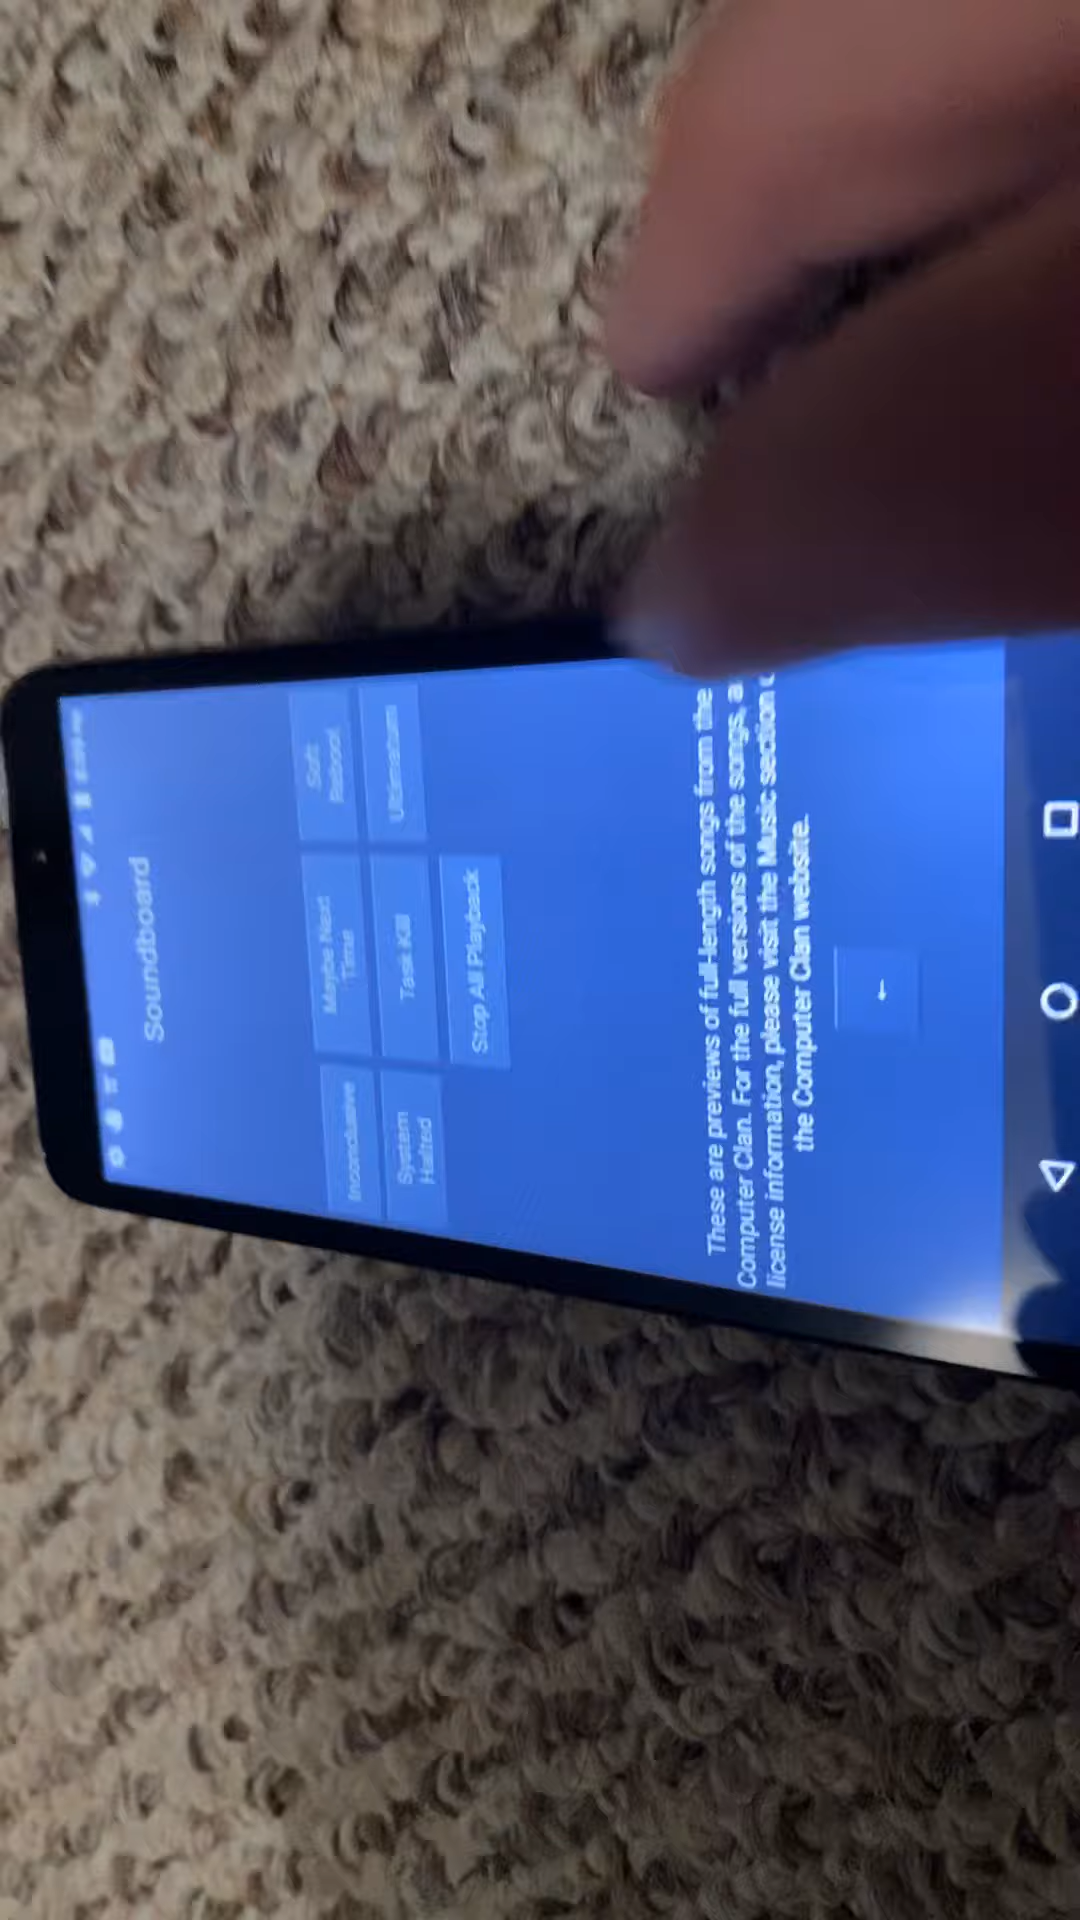 Soundboard
Inconclusive
Maybe Next
Time
Soft
Reboot
System
Halted
Task Kill
Ultimatum
Stop All Playback
These are previews of full-length songs from the
Computer Clan. For the full versions of the songs,
license information, please visit the Music section
the Computer Clan website.
←